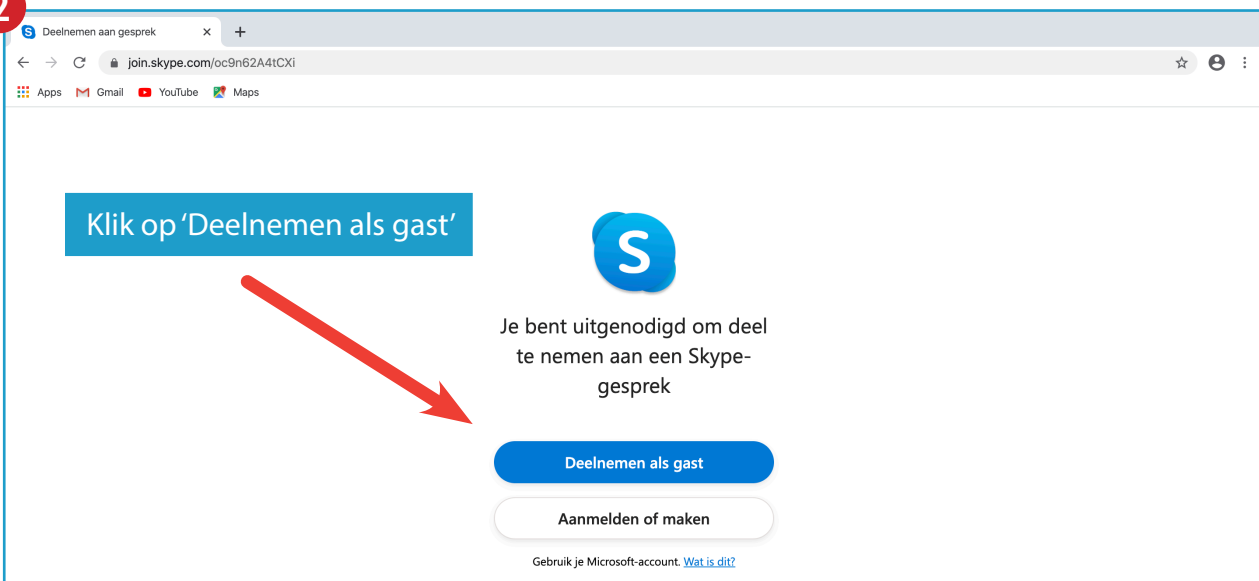 2
Deelnemen aan gesprek
join.skype.com/oc9n62A4tCXi
Apps Gmail YouTube Maps
Klik op ‘Deelnemen als gast’
S
Je bent uitgenodigd om deel
te nemen aan een Skype-
gesprek
Deelnemen als gast
Aanmelden of maken
Gebruik je Microsoft-account. Wat is dit?